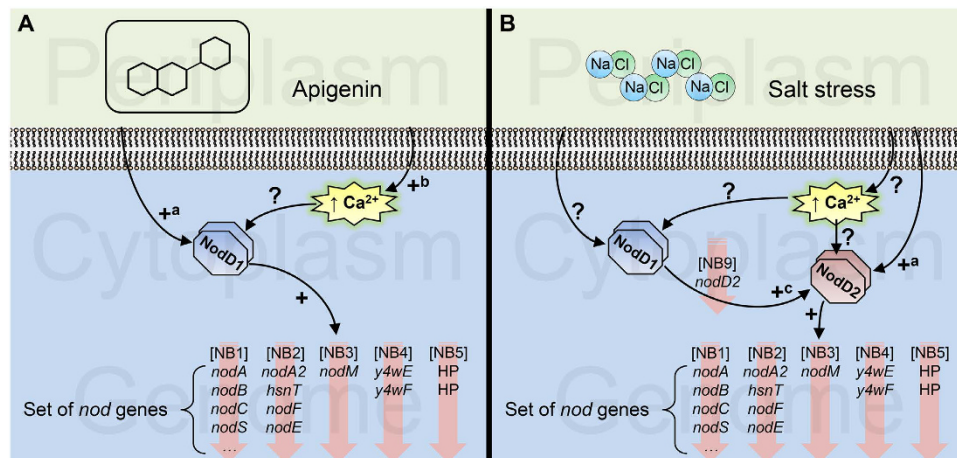 A
Periplasm
Apigenin
+ᵃ
+ᵇ
?
↑ Ca²⁺
Cytoplasm
NodD1
+
Genome
[NB1] [NB2] [NB3] [NB4] [NB5]
nodA nodA2 nodM y4wE HP
nodB hsnT y4wF HP
nodC nodF
nodS nodE
...
Set of nod genes
B
Periplasm
Na Cl Na Cl
Na Cl Na Cl
Salt stress
?
?
?
↑ Ca²⁺
?
+ᵃ
Cytoplasm
NodD1
[NB9]
nodD2
NodD2
+ᶜ
+
Genome
[NB1] [NB2] [NB3] [NB4] [NB5]
nodA nodA2 nodM y4wE HP
nodB hsnT y4wF HP
nodC nodF
nodS nodE
...
Set of nod genes